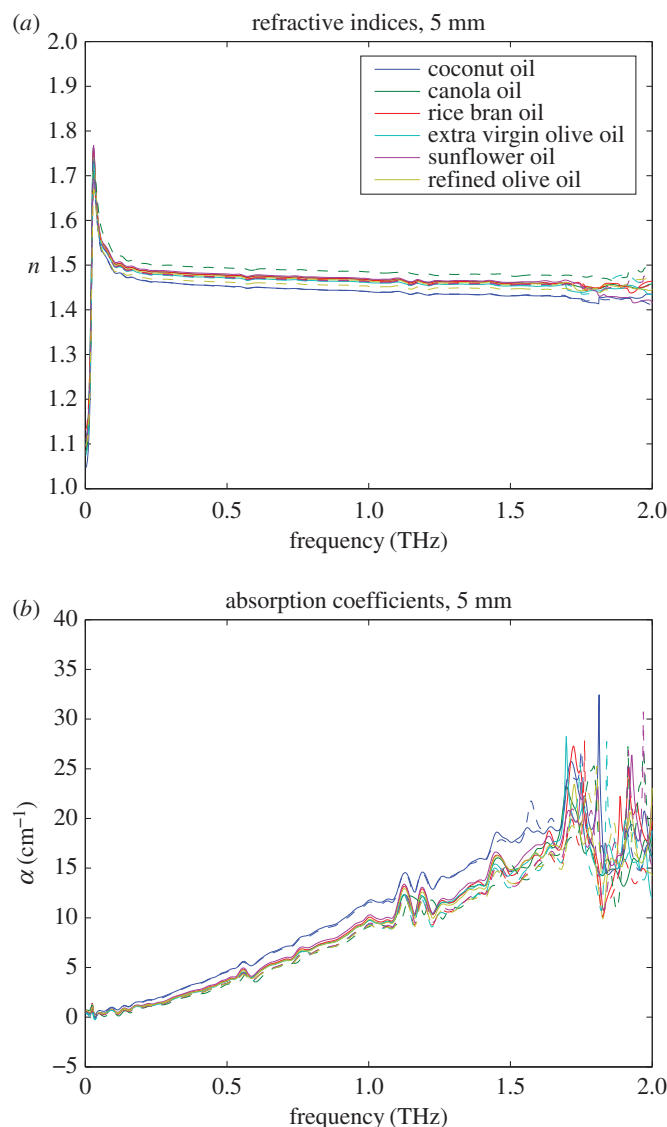 (a) refractive indices, 5 mm
2.0
1.9
1.8
1.7
1.6
n 1.5
1.4
1.3
1.2
1.1
1.0
coconut oil
canola oil
rice bran oil
extra virgin olive oil
sunflower oil
refined olive oil
0 0.5 1.0 1.5 2.0
frequency (THz)
(b) absorption coefficients, 5 mm
40
35
30
25
20
α (cm⁻¹)
15
10
5
0
−5
0 0.5 1.0 1.5 2.0
frequency (THz)